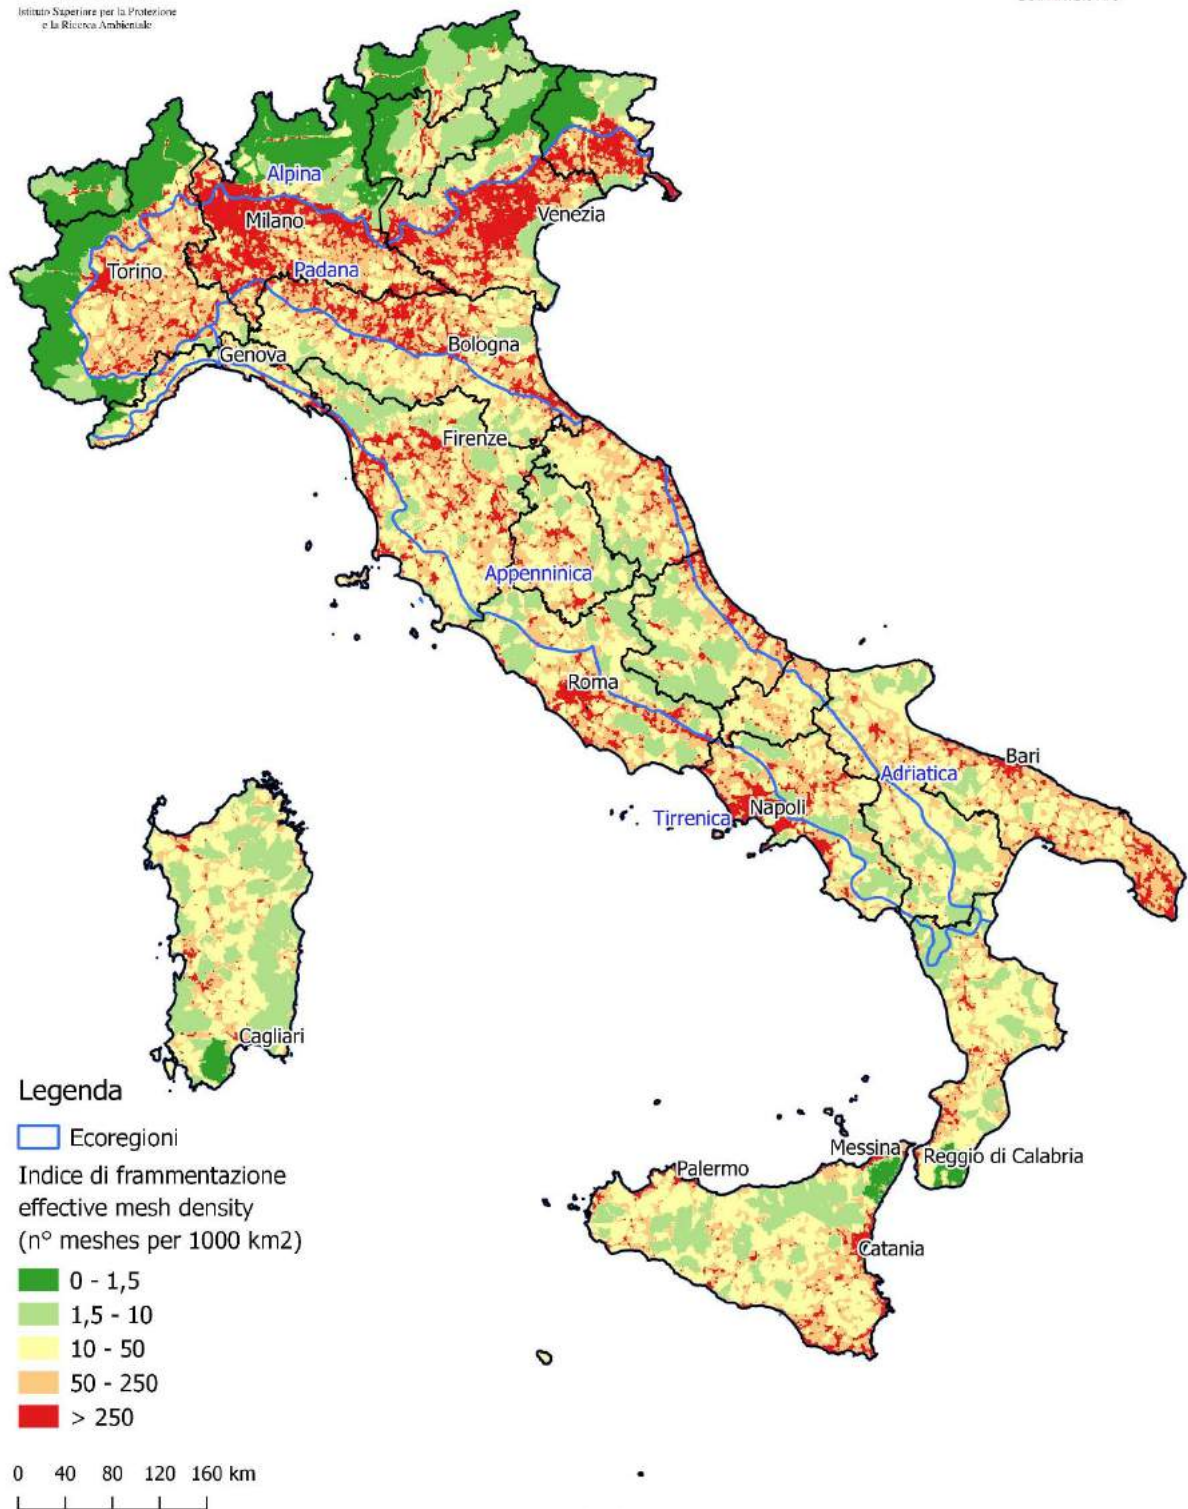 Istituto Superiore per la Protezione
e la Ricerca Ambientale
Alpina
Milano
Venezia
Torino
Padana
Genova
Bologna
Firenze
Appenninica
Roma
Bari
Adriatica
Napoli
Tirrenica
Cagliari
Messina
Reggio di Calabria
Palermo
Catania
Legenda
Ecoregioni
Indice di frammentazione
effective mesh density
(n° meshes per 1000 km2)
0 - 1,5
1,5 - 10
10 - 50
50 - 250
> 250
0 40 80 120 160 km